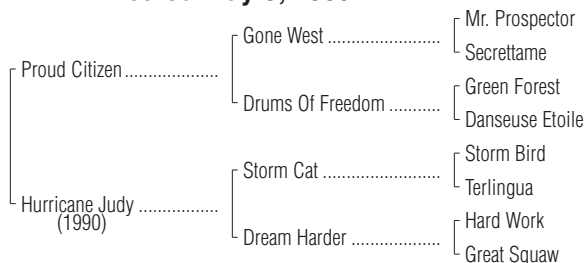 Mr. Prospector
Gone West
Secrettame
Proud Citizen
Green Forest
Drums Of Freedom
Danseuse Etoile
Storm Bird
Storm Cat
Terlingua
Hurricane Judy
(1990)
Hard Work
Dream Harder
Great Squaw